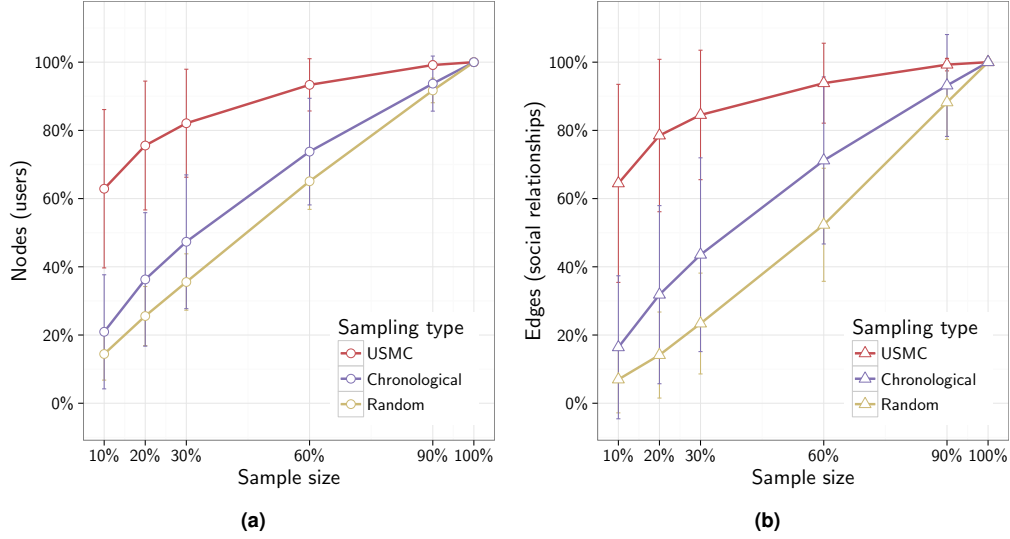 100%
80%
60%
40%
20%
0%
Nodes (users)
10% 20% 30% 60% 90% 100%
Sample size
Sampling type
USMC
Chronological
Random
(a)
100%
80%
60%
40%
20%
0%
Edges (social relationships)
10% 20% 30% 60% 90% 100%
Sample size
Sampling type
USMC
Chronological
Random
(b)